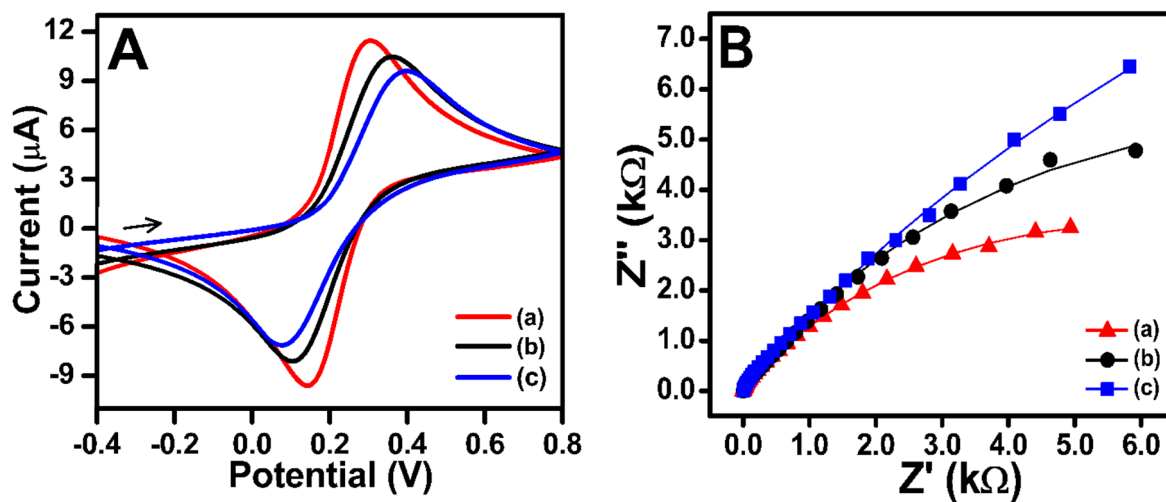 A
12
9
6
3
0
-3
-6
-9
Current (μA)
-0.4
-0.2
0.0
0.2
0.4
0.6
0.8
Potential (V)
(a)
(b)
(c)
B
7.0
6.0
5.0
4.0
3.0
2.0
1.0
0.0
Z'' (kΩ)
0.0
1.0
2.0
3.0
4.0
5.0
6.0
Z' (kΩ)
(a)
(b)
(c)